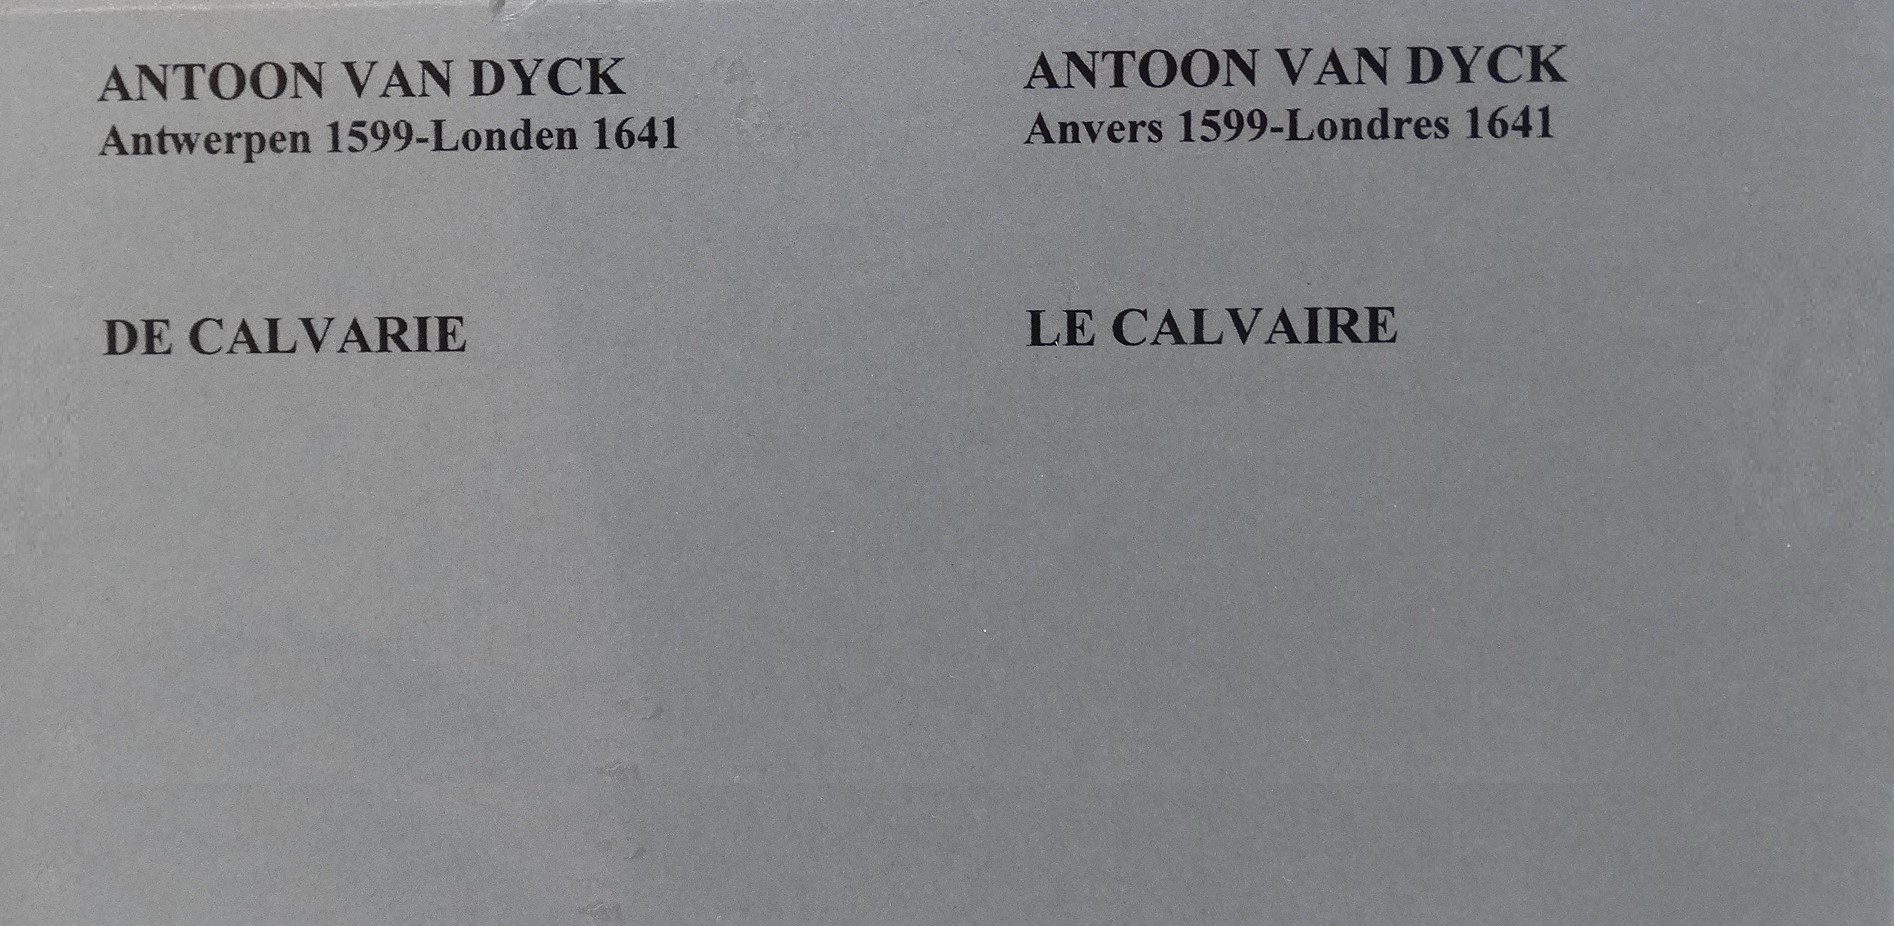 ANTOON VAN DYCK
Antwerpen 1599-Londen 1641
DE CALVARIE
ANTOON VAN DYCK
Anvers 1599-Londres 1641
LE CALVAIRE